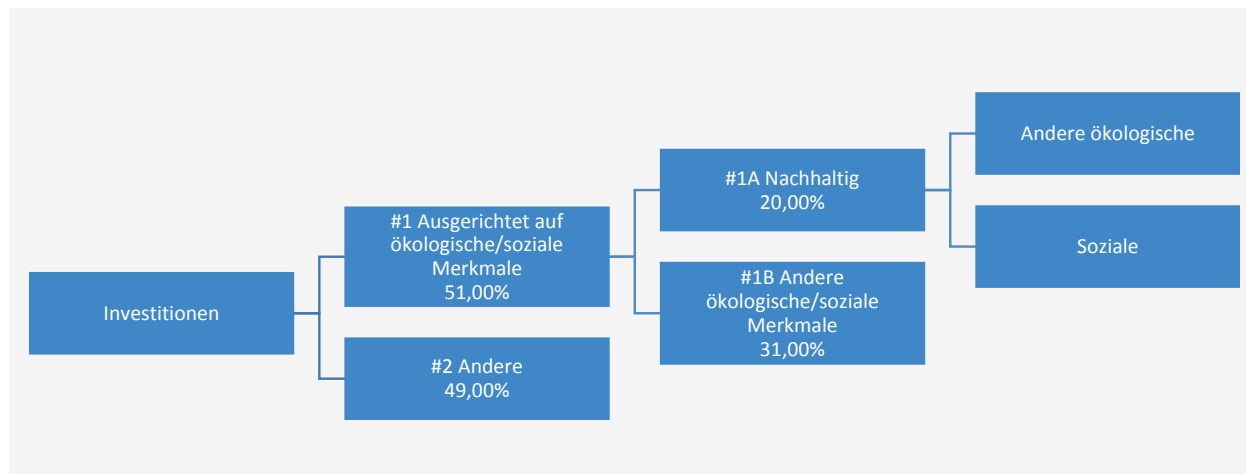 Investitionen
#1 Ausgerichtet auf
ökologische/soziale
Merkmale
51,00%
#2 Andere
49,00%
#1A Nachhaltig
20,00%
#1B Andere
ökologische/soziale
Merkmale
31,00%
Andere ökologische
Soziale